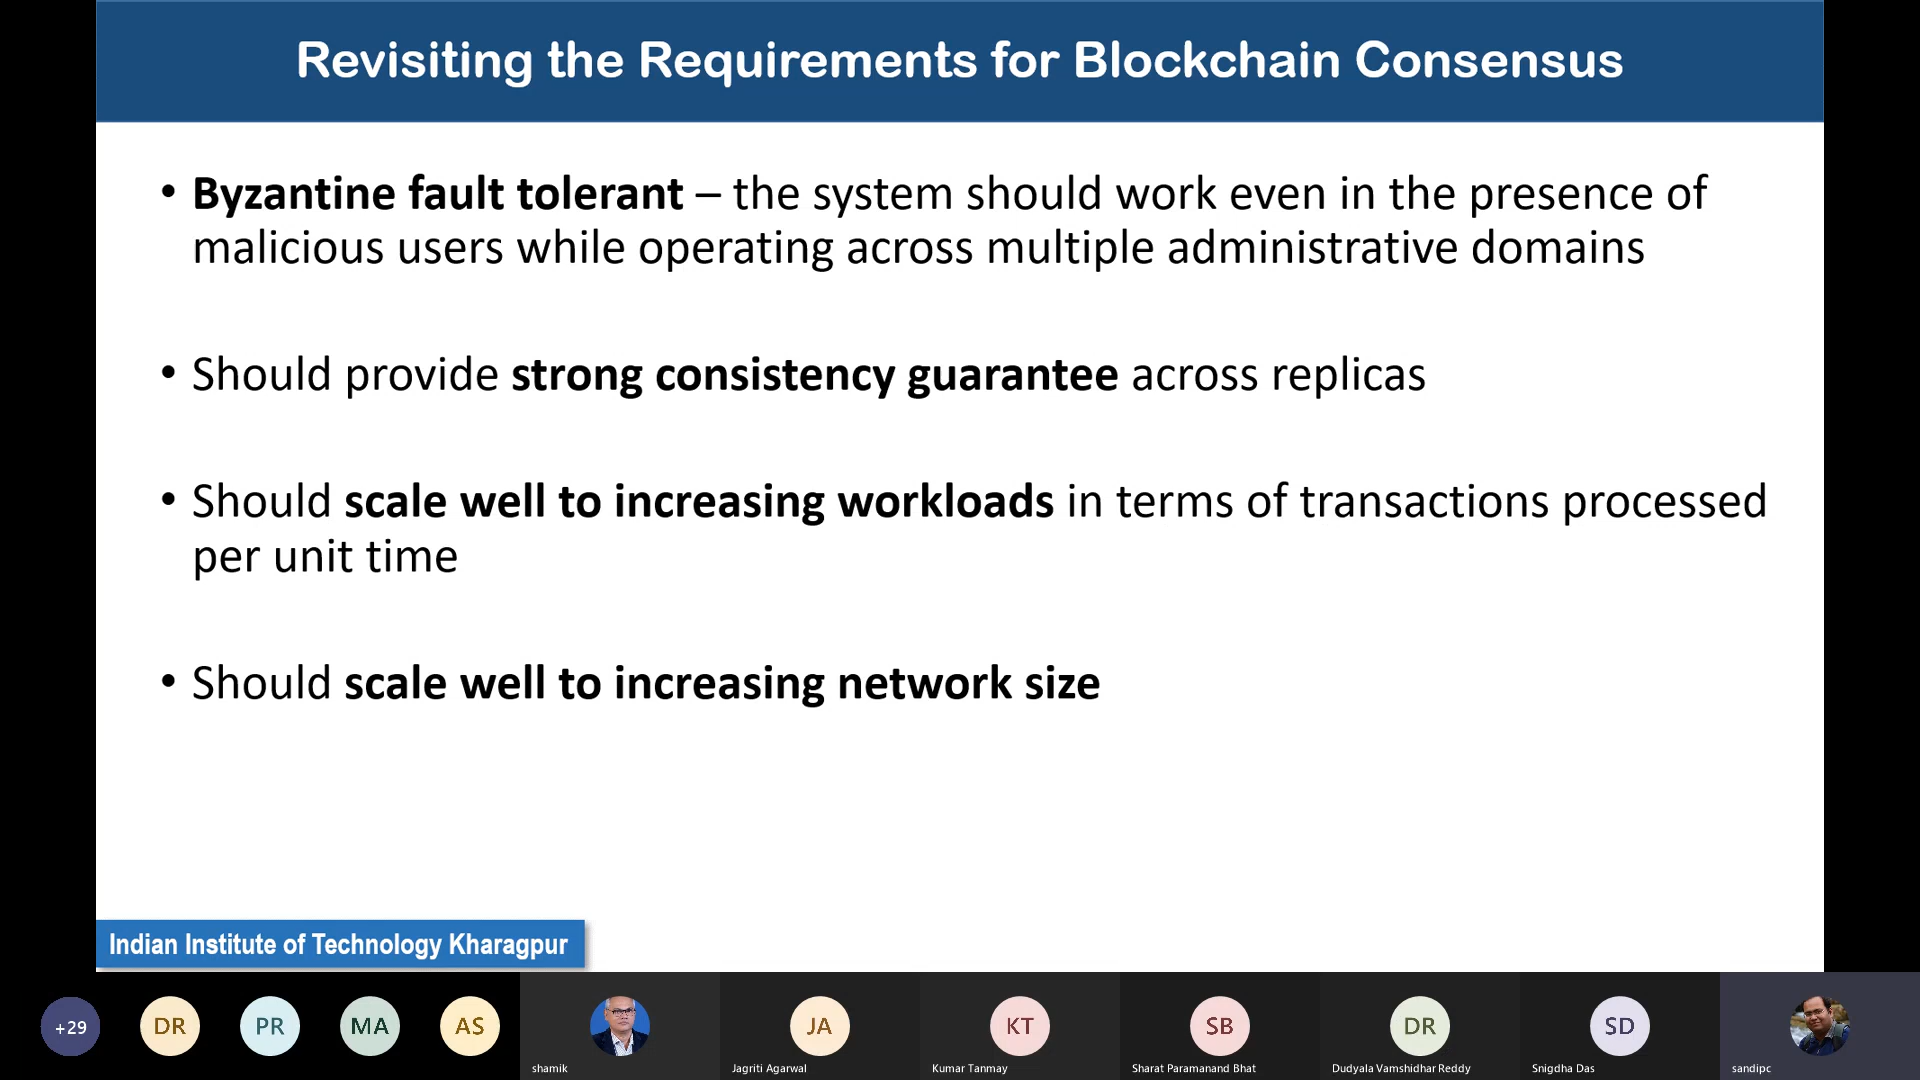 Revisiting the Requirements for Blockchain Consensus
• Byzantine fault tolerant – the system should work even in the presence of
malicious users while operating across multiple administrative domains
• Should provide strong consistency guarantee across replicas
• Should scale well to increasing workloads in terms of transactions processed
per unit time
• Should scale well to increasing network size
Indian Institute of Technology Kharagpur
+29
DR
PR
MA
AS
shamik
JA
Jagriti Agarwal
KT
Kumar Tanmay
SB
Sharat Paramanand Bhat
DR
Dudyala Vamshidhar Reddy
SD
Snigdha Das
sandipc